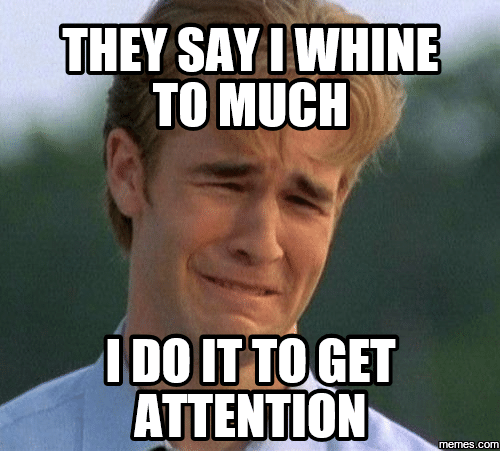 THEY SAY I WHINE
TO MUCH
I DO IT TO GET
ATTENTION
memes.com